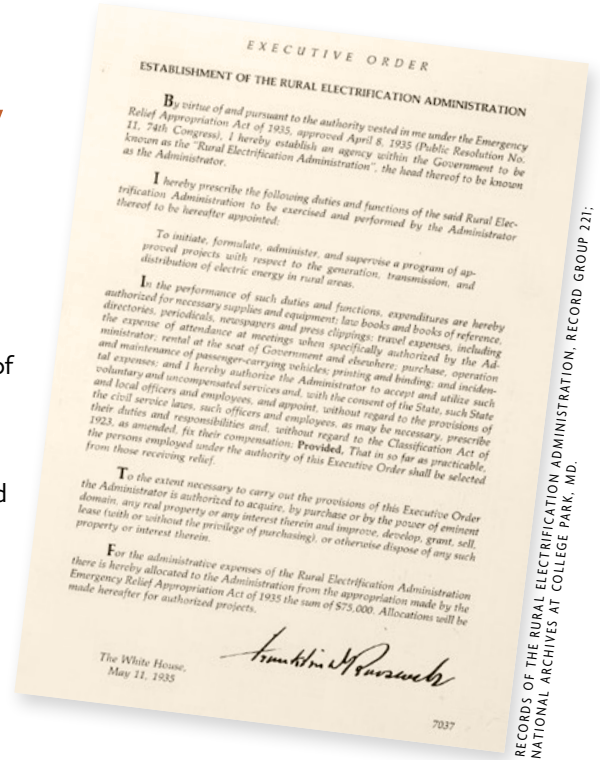 EXECUTIVE ORDER
ESTABLISHMENT OF THE RURAL ELECTRIFICATION ADMINISTRATION
By virtue of and pursuant to the authority vested in me under the Emergency
Relief Appropriation Act of 1935, approved April 8, 1935 (Public Resolution No.
11, 74th Congress), I hereby establish an agency within the Government to be
known as the "Rural Electrification Administration", the head thereof to be known
as the Administrator.
I hereby prescribe the following duties and functions of the said Rural Elec-
trification Administration to be exercised and performed by the Administrator
thereof to be hereafter appointed:
To initiate, formulate, administer, and supervise a program of ap-
proved projects with respect to the generation, transmission, and
distribution of electric energy in rural areas.
In the performance of such duties and functions, expenditures are hereby
authorized for necessary supplies and equipment; law books and books of reference,
directories, periodicals, newspapers and press clippings; travel expenses, including
the expense of attendance at meetings when specifically authorized by the Ad-
ministrator; rental at the seat of Government and elsewhere; purchase, operation
and maintenance of passenger-carrying vehicles; printing and binding; and inciden-
tal expenses; and I hereby authorize the Administrator to accept and utilize such
voluntary and uncompensated services and, with the consent of the State, such State
and local officers and employees, and appoint, without regard to the provisions of
the civil service laws, such officers and employees, as may be necessary, prescribe
their duties and responsibilities and, without regard to the Classification Act of
1923, as amended, fix their compensation: Provided, That in so far as practicable,
the persons employed under the authority of this Executive Order shall be selected
from those receiving relief.
To the extent necessary to carry out the provisions of this Executive Order
the Administrator is authorized to acquire, by purchase or by the power of eminent
domain, any real property or any interest therein and improve, develop, grant, sell,
lease (with or without the privilege of purchasing), or otherwise dispose of any such
property or interest therein.
For the administrative expenses of the Rural Electrification Administration
there is hereby allocated to the Administration from the appropriation made by the
Emergency Relief Appropriation Act of 1935 the sum of $75,000. Allocations will be
made hereafter for authorized projects.
Franklin D Roosevelt
The White House,
May 11, 1935
7037
of
RECORDS OF THE RURAL ELECTRIFICATION ADMINISTRATION, RECORD GROUP 221;
NATIONAL ARCHIVES AT COLLEGE PARK, MD.